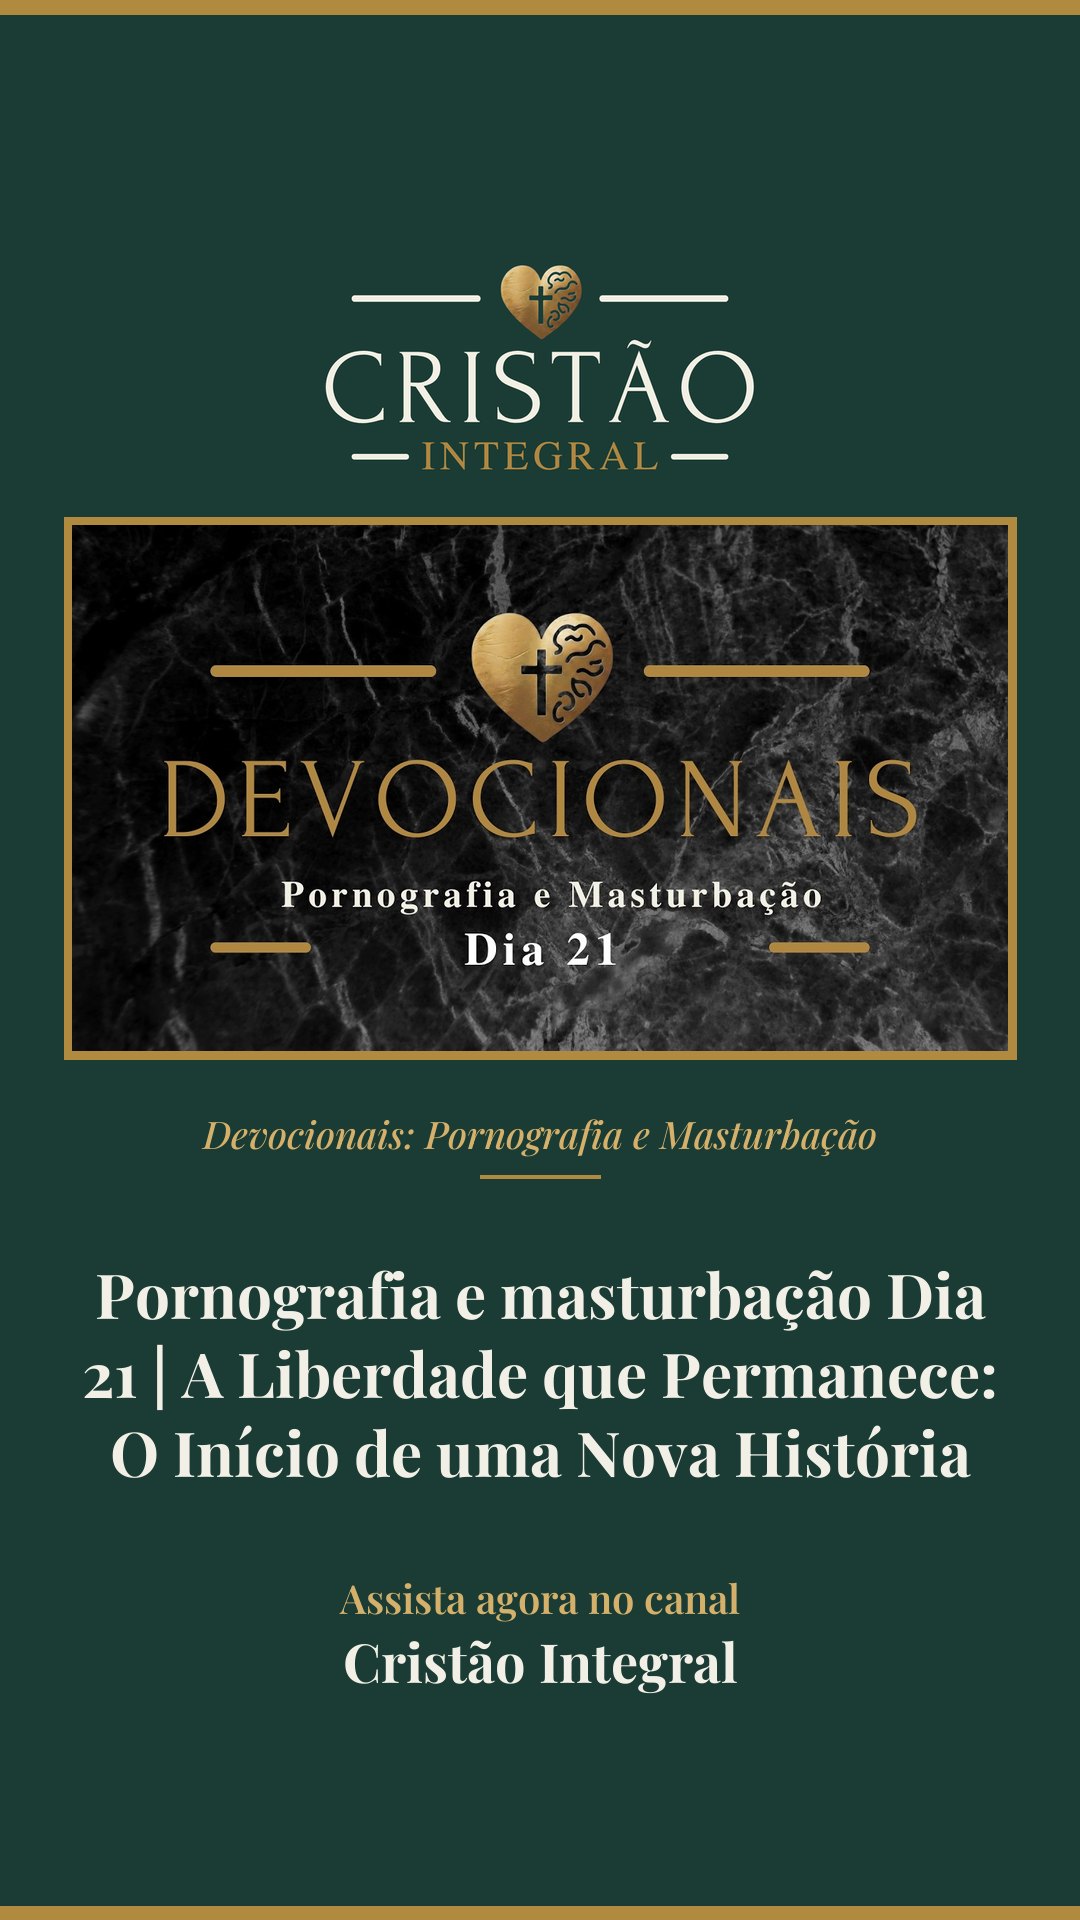 CRISTÃO
INTEGRAL
DEVOCIONAIS
Pornografia e Masturbação
Dia 21
Devocionais: Pornografia e Masturbação
Pornografia e masturbação Dia
21 | A Liberdade que Permanece:
O Início de uma Nova História
Assista agora no canal
Cristão Integral